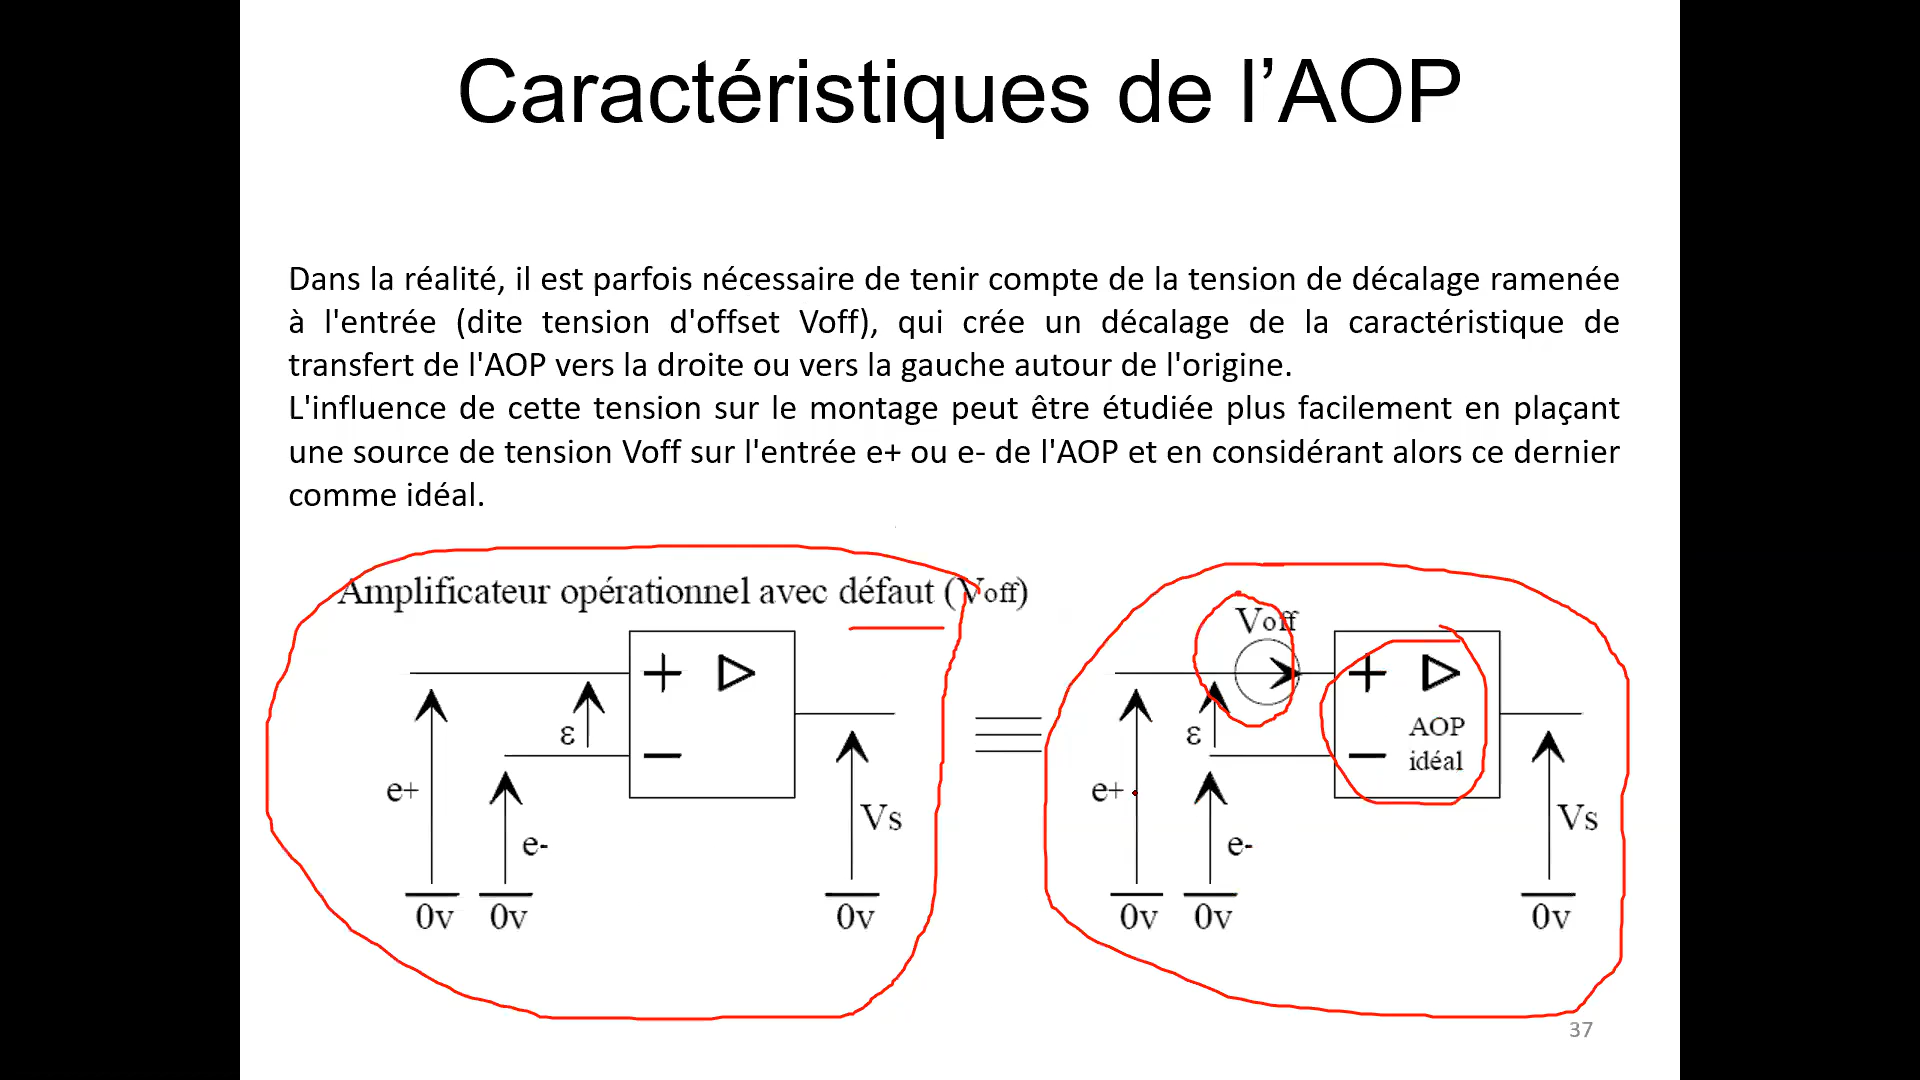 Caractéristiques de l’AOP
Dans la réalité, il est parfois nécessaire de tenir compte de la tension de décalage ramenée
à l'entrée (dite tension d'offset Voff), qui crée un décalage de la caractéristique de
transfert de l'AOP vers la droite ou vers la gauche autour de l'origine.
L'influence de cette tension sur le montage peut être étudiée plus facilement en plaçant
une source de tension Voff sur l'entrée e+ ou e- de l'AOP et en considérant alors ce dernier
comme idéal.
Amplificateur opérationnel avec défaut (Voff)
+
−
ε
e+
e-
Vs
0v
0v
0v
Voff
+
−
AOP
idéal
ε
e+
e-
Vs
0v
0v
0v
37